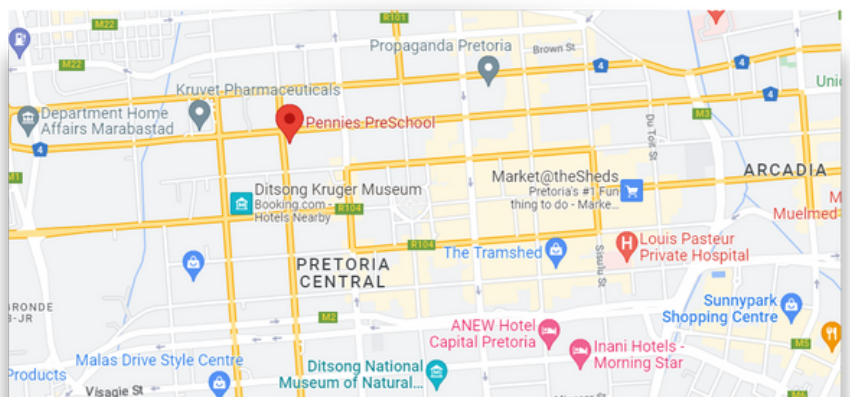 R101
M22
Propaganda Pretoria
Brown St
M22
4
4
Kruvet Pharmaceuticals
4
Department Home
Affairs Marabastad
Pennies PreSchool
M3
Du Toit St
4
ARCADIA
Market@theSheds
Pretoria's #1 Fun
thing to do - Marke...
Ditsong Kruger Museum
Booking.com -
Hotels Nearby
R104
Muelmed
R104
The Tramshed
Louis Pasteur
Private Hospital
H
Sisulu St
PRETORIA
CENTRAL
Sunnypark
Shopping Centre
M2
ANEW Hotel
Capital Pretoria
Inani Hotels -
Morning Star
M5
Malas Drive Style Centre
Products
Ditsong National
Museum of Natural...
Visagie St